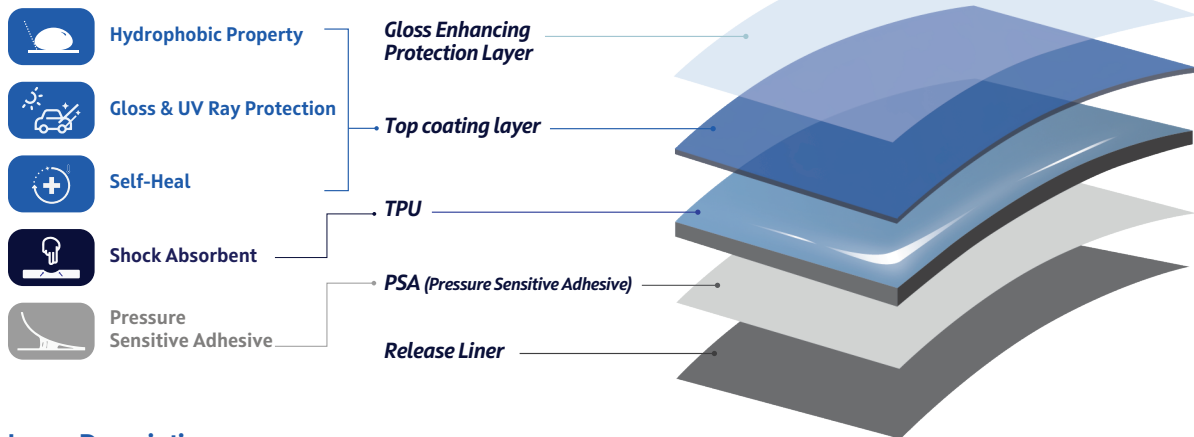 Hydrophobic Property
Gloss & UV Ray Protection
Self-Heal
Shock Absorbent
Pressure
Sensitive Adhesive
Gloss Enhancing
Protection Layer
Top coating layer
TPU
PSA (Pressure Sensitive Adhesive)
Release Liner